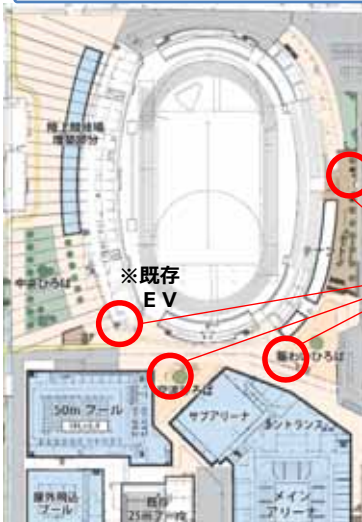 陸上競技場
増築部分
※既存
ＥＶ
中央ひろば
賑わいひろば
交流ひろば
50m プール
サブアリーナ
エントランス
屋外飛込
プール
既存
25mプール棟
メイン
アリーナ